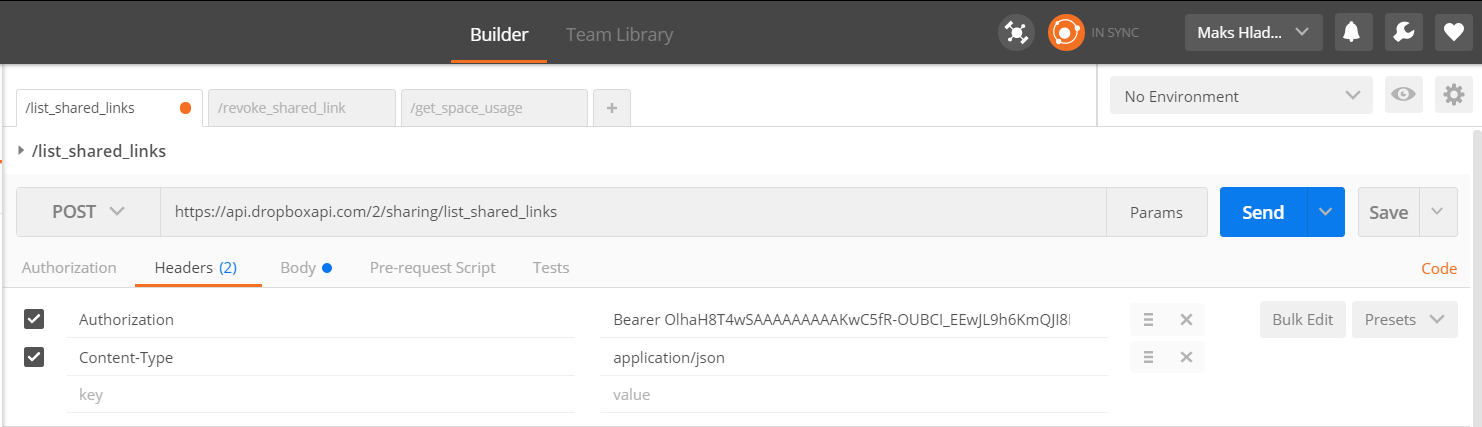 Builder Team Library IN SYNC Maks Hlad...
/list_shared_links /revoke_shared_link /get_space_usage + No Environment
/list_shared_links
POST https://api.dropboxapi.com/2/sharing/list_shared_links Params Send Save
Authorization Headers (2) Body Pre-request Script Tests Code
Authorization Bearer OlhaH8T4wSAAAAAAAAAKwC5fR-OUBCI_EEwJL9h6KmQJI8 Bulk Edit Presets
Content-Type application/json
key value